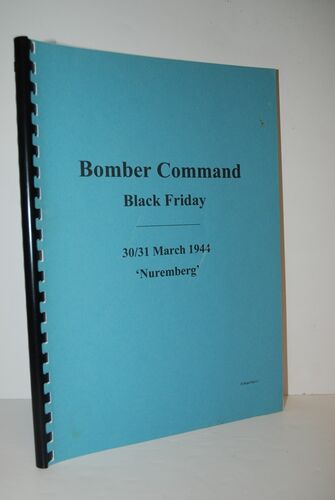 Bomber Command
Black Friday
30/31 March 1944
‘Nuremberg’